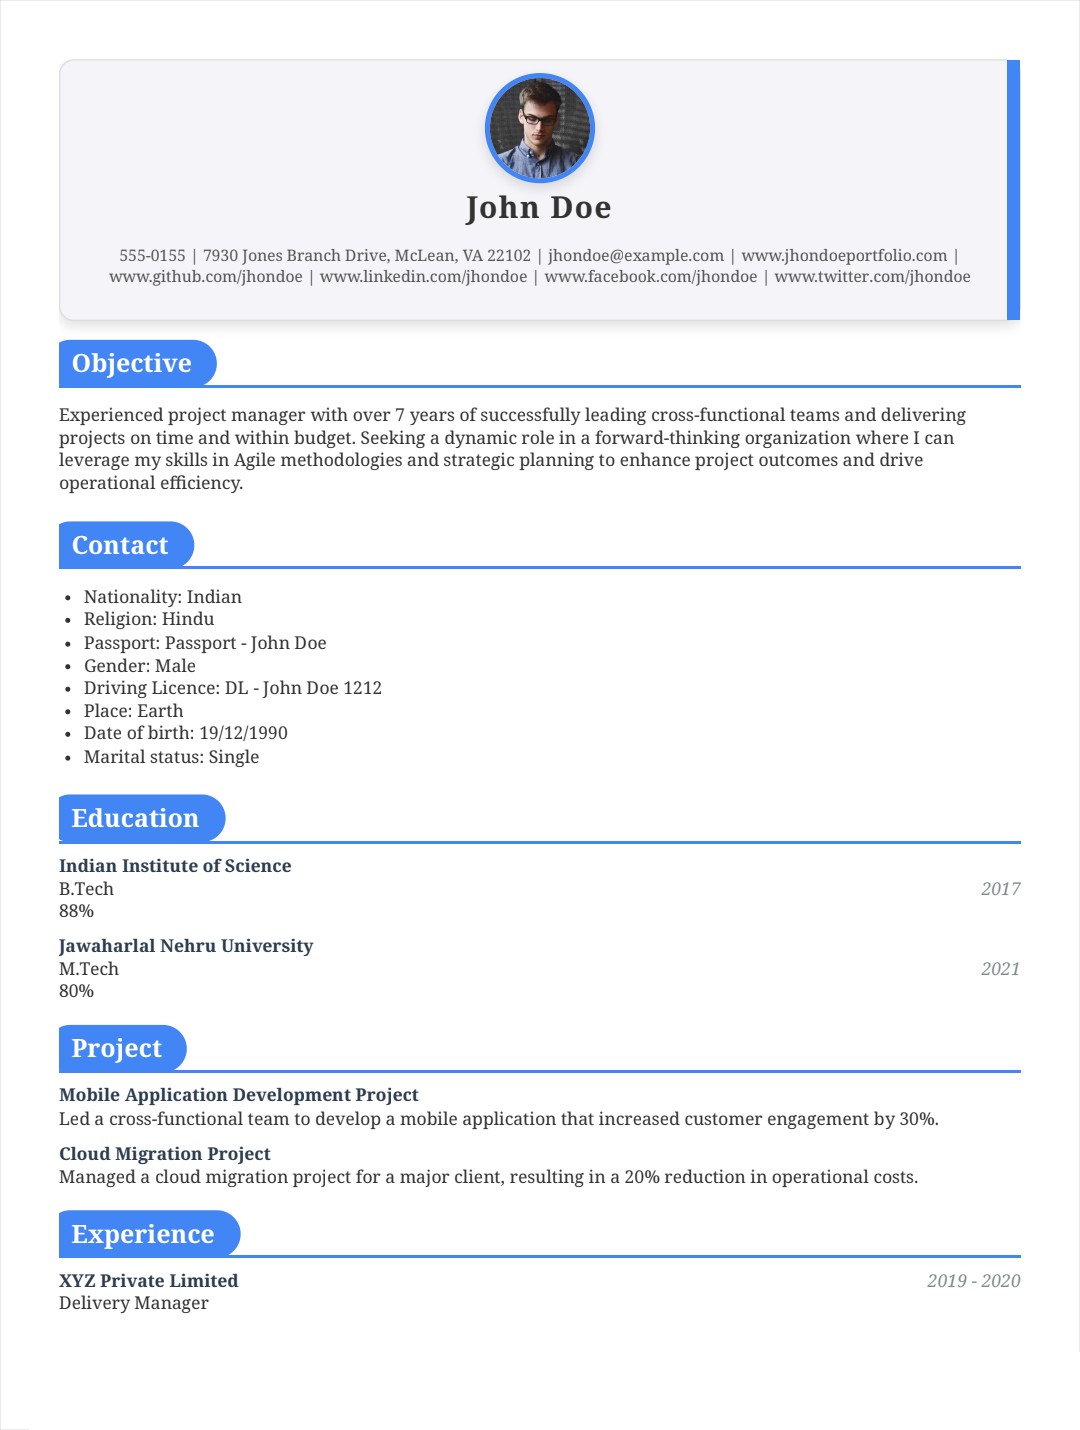 John Doe
555-0155 | 7930 Jones Branch Drive, McLean, VA 22102 | jhondoe@example.com | www.jhondoeportfolio.com |
www.github.com/jhondoe | www.linkedin.com/jhondoe | www.facebook.com/jhondoe | www.twitter.com/jhondoe
Objective
Experienced project manager with over 7 years of successfully leading cross-functional teams and delivering
projects on time and within budget. Seeking a dynamic role in a forward-thinking organization where I can
leverage my skills in Agile methodologies and strategic planning to enhance project outcomes and drive
operational efficiency.
Contact
• Nationality: Indian
• Religion: Hindu
• Passport: Passport - John Doe
• Gender: Male
• Driving Licence: DL - John Doe 1212
• Place: Earth
• Date of birth: 19/12/1990
• Marital status: Single
Education
Indian Institute of Science
B.Tech 2017
88%
Jawaharlal Nehru University
M.Tech 2021
80%
Project
Mobile Application Development Project
Led a cross-functional team to develop a mobile application that increased customer engagement by 30%.
Cloud Migration Project
Managed a cloud migration project for a major client, resulting in a 20% reduction in operational costs.
Experience
XYZ Private Limited 2019 - 2020
Delivery Manager